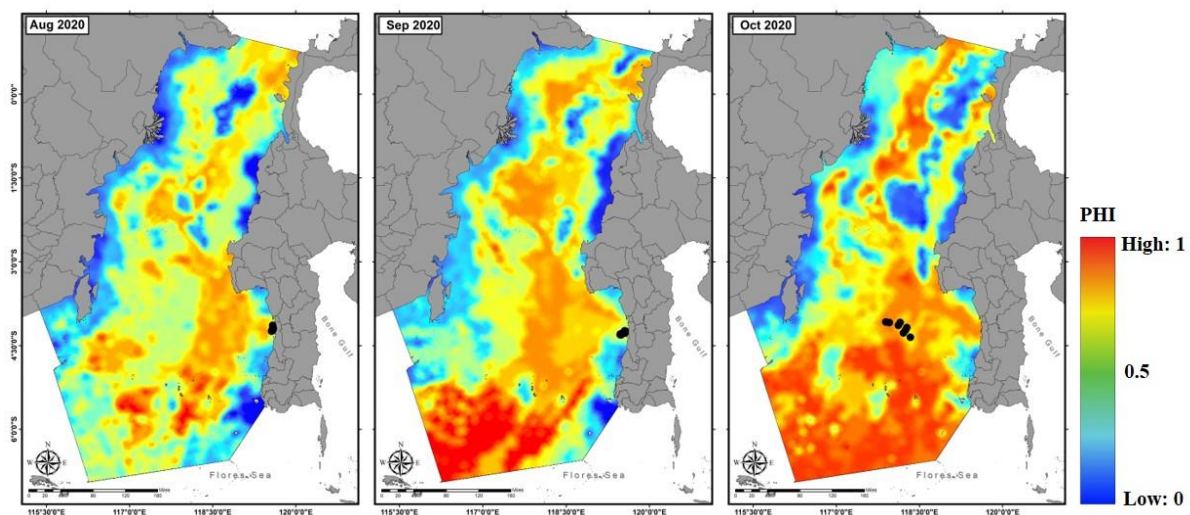 Aug 2020
Sep 2020
Oct 2020
0°0'0"
1°30'0"S
3°0'0"S
4°30'0"S
6°0'0"S
Bone Gulf
Bone Gulf
PHI
High: 1
0.5
Low: 0
N
W E
S
Flores Sea
Miles
N
W E
S
Flores Sea
Miles
N
W E
S
Flores Sea
Miles
115°30'0"E 117°0'0"E 118°30'0"E 120°0'0"E
115°30'0"E 117°0'0"E 118°30'0"E 120°0'0"E
115°30'0"E 117°0'0"E 118°30'0"E 120°0'0"E